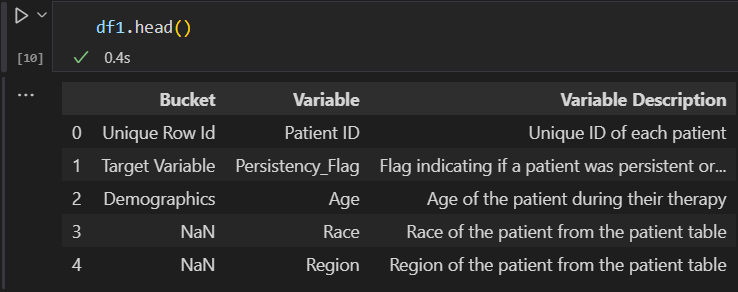 df1.head()
[10]
0.4s
...
Bucket Variable Variable Description
0 Unique Row Id Patient ID Unique ID of each patient
1 Target Variable Persistency_Flag Flag indicating if a patient was persistent or...
2 Demographics Age Age of the patient during their therapy
3 NaN Race Race of the patient from the patient table
4 NaN Region Region of the patient from the patient table